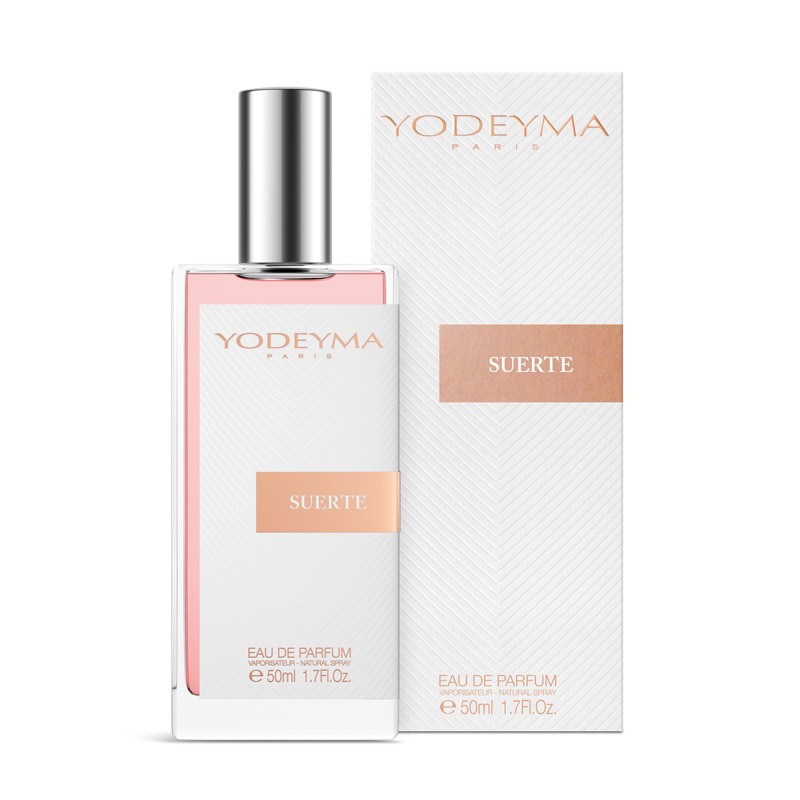 YODEYMA
PARIS
SUERTE
EAU DE PARFUM
VAPORISATEUR - NATURAL SPRAY
℮ 50ml 1.7Fl.Oz.
YODEYMA
PARIS
SUERTE
EAU DE PARFUM
VAPORISATEUR - NATURAL SPRAY
℮ 50ml 1.7Fl.Oz.